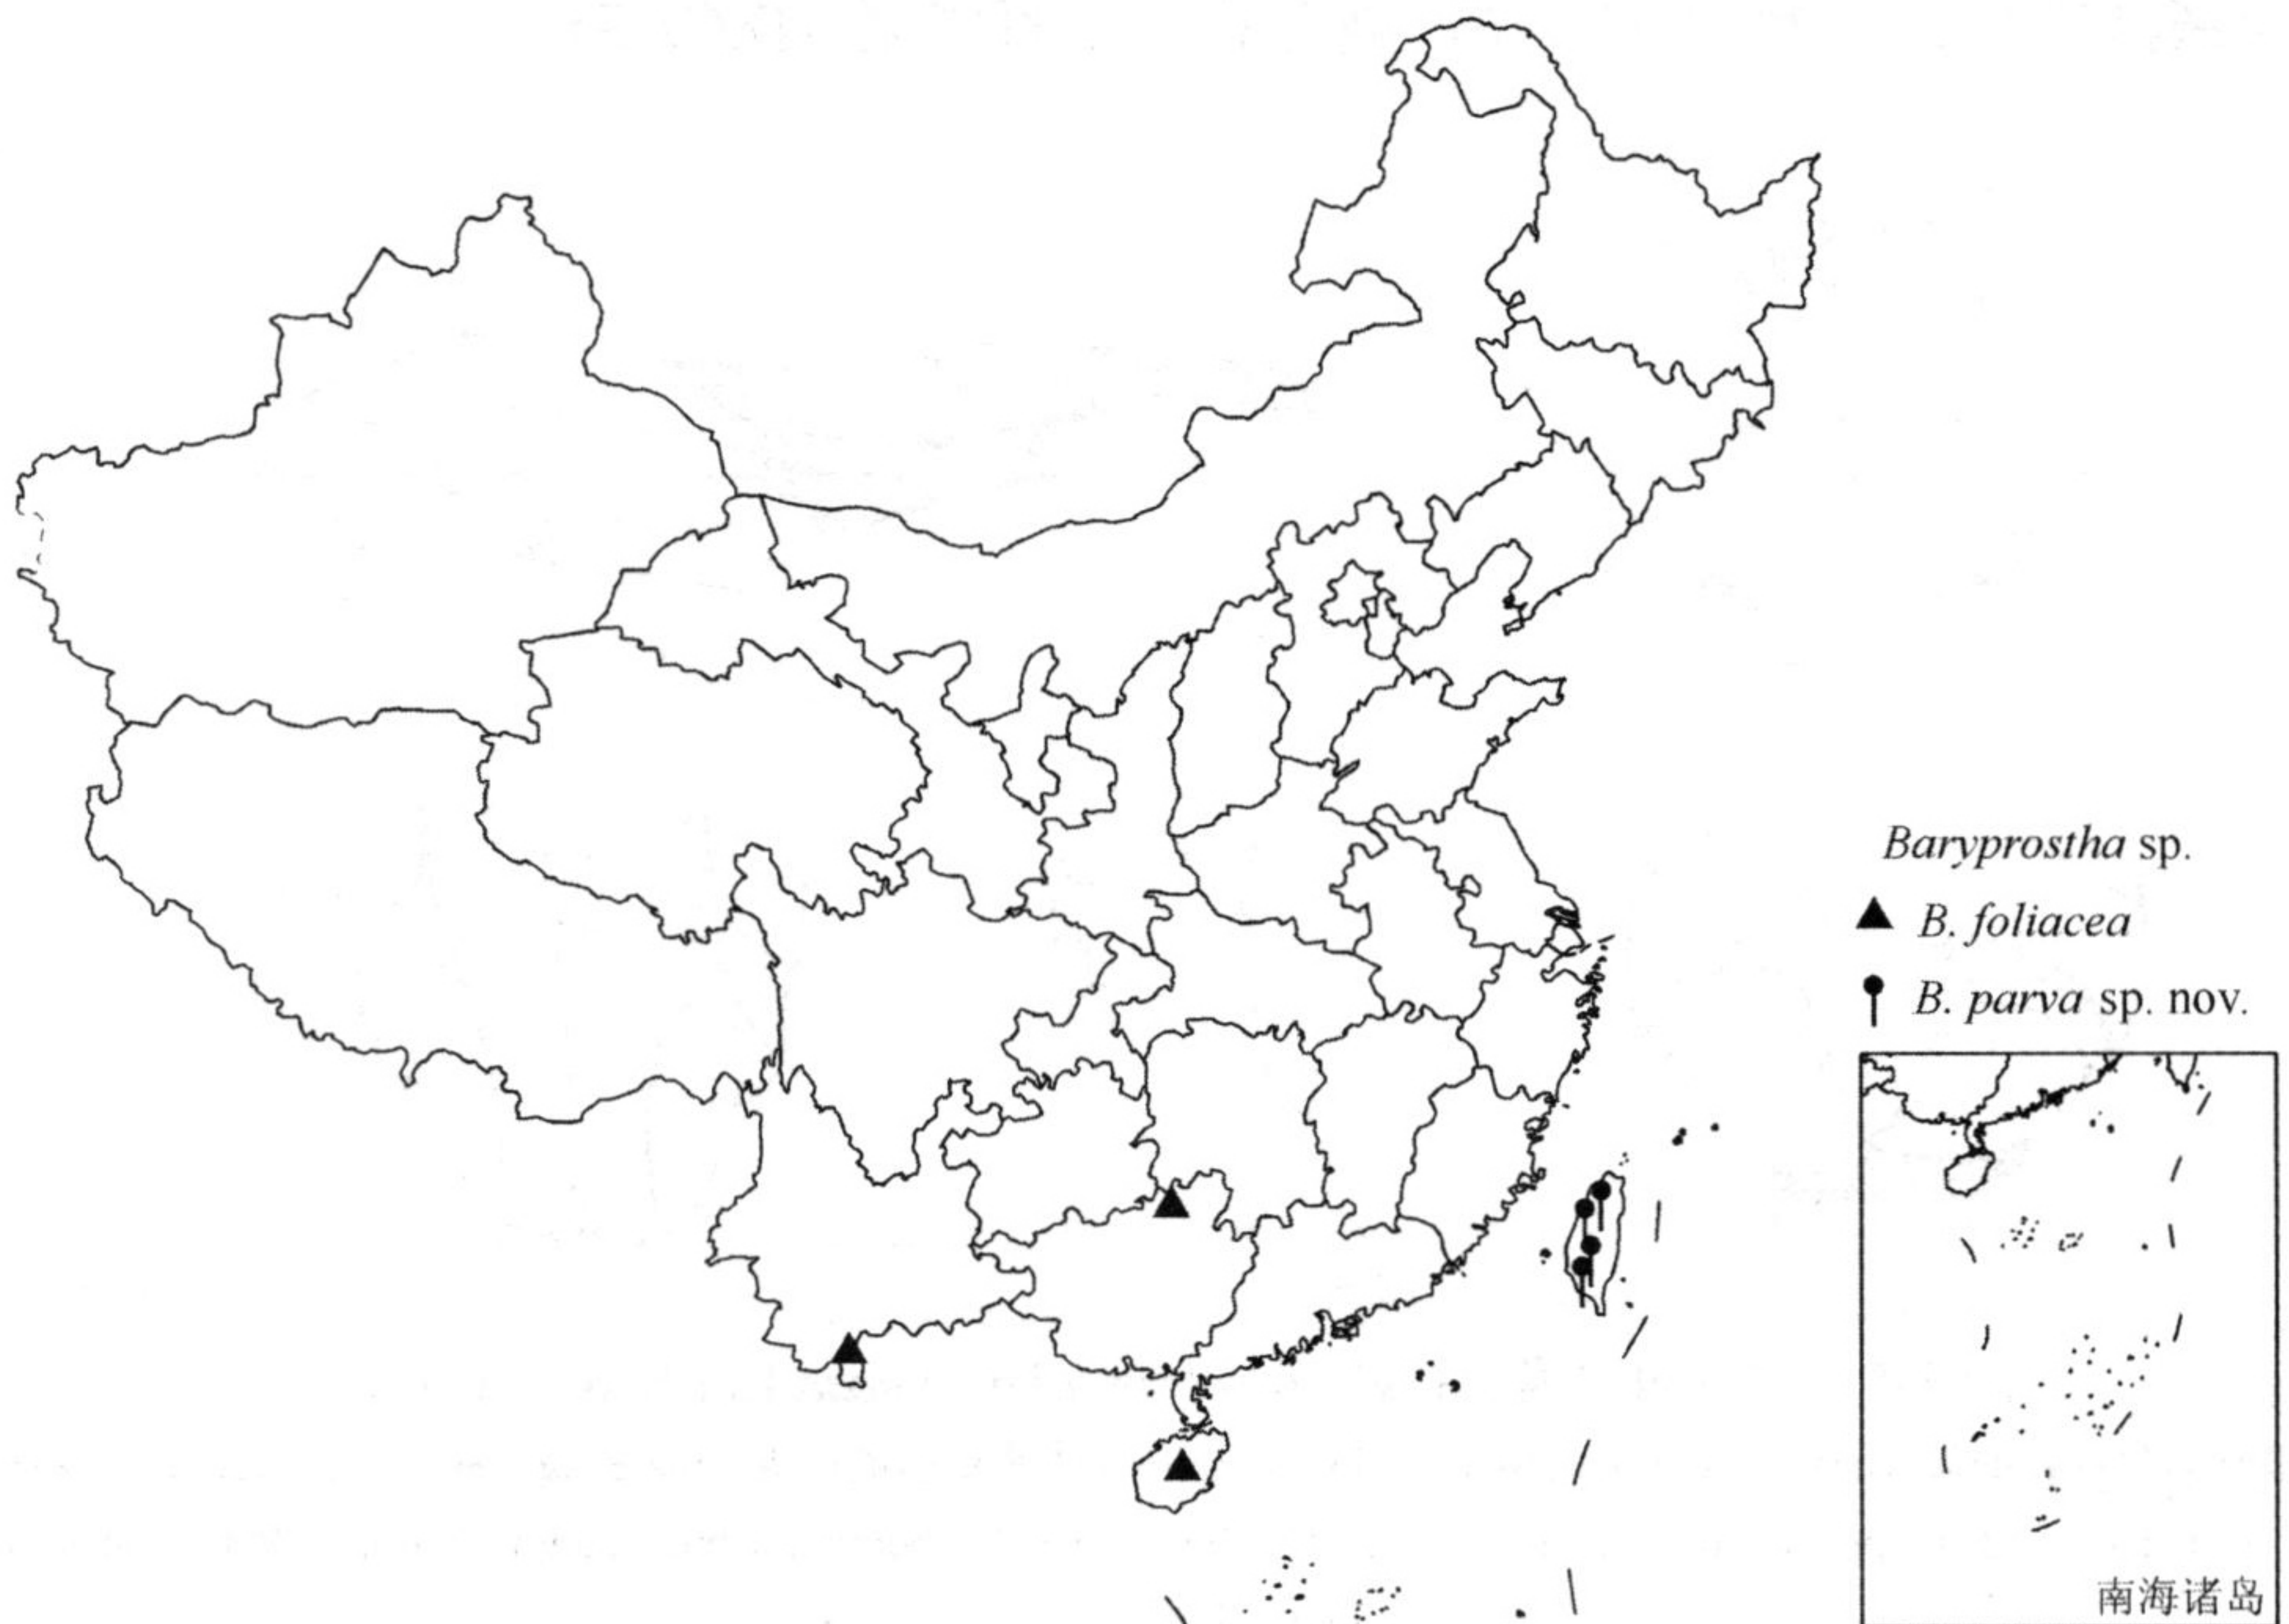 Baryprostha sp.
B. foliacea
B. parva sp. nov.
南海诸岛